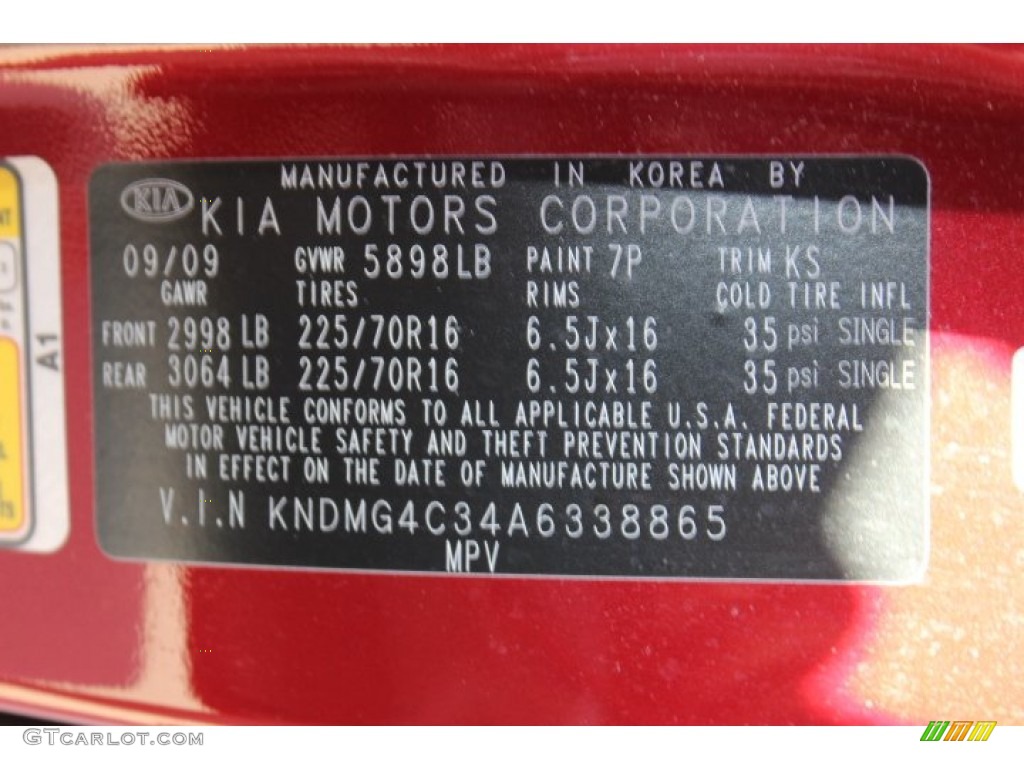 MANUFACTURED IN KOREA BY
KIA KIA MOTORS CORPORATION
09/09 GVWR 5898LB PAINT 7P TRIM KS
GAWR TIRES RIMS COLD TIRE INFL
FRONT 2998 LB 225/70R16 6.5Jx16 35 psi SINGLE
REAR 3064 LB 225/70R16 6.5Jx16 35 psi SINGLE
THIS VEHICLE CONFORMS TO ALL APPLICABLE U.S.A. FEDERAL
MOTOR VEHICLE SAFETY AND THEFT PREVENTION STANDARDS
IN EFFECT ON THE DATE OF MANUFACTURE SHOWN ABOVE
V.I.N KNDMG4C34A6338865
MPV
A1
GTCARLOT.COM